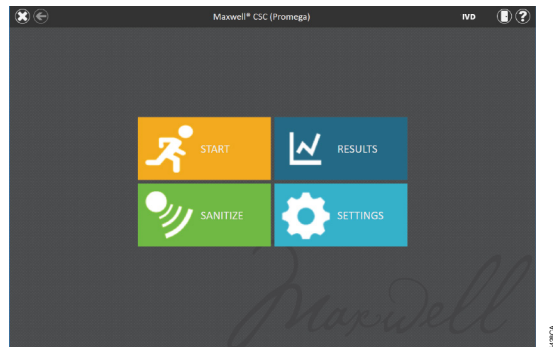 Maxwell® CSC (Promega)
IVD
?
START
RESULTS
SANITIZE
SETTINGS
Maxwell